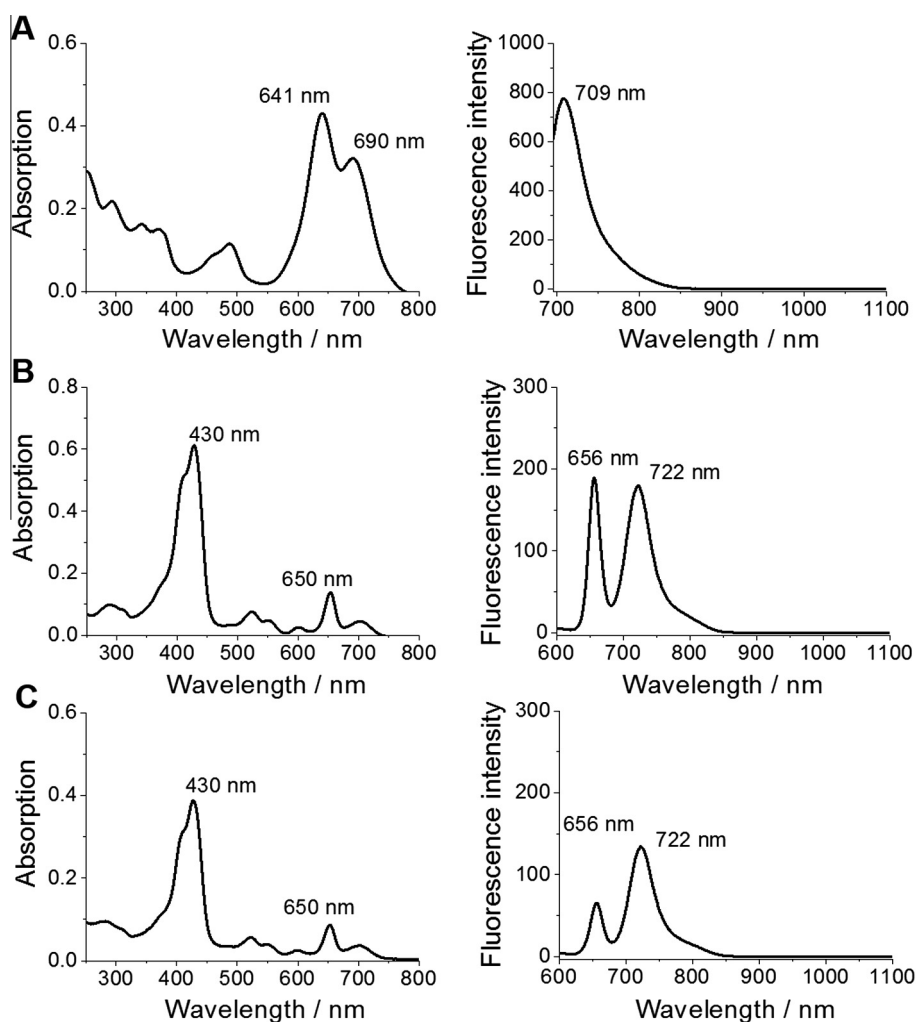 A
0.6
0.4
0.2
0.0
Absorption
641 nm
690 nm
300 400 500 600 700 800
Wavelength / nm
1000
800
600
400
200
0
Fluorescence intensity
709 nm
700 800 900 1000 1100
Wavelength / nm
B
0.8
0.6
0.4
0.2
0.0
Absorption
430 nm
650 nm
300 400 500 600 700 800
Wavelength / nm
300
200
100
0
Fluorescence intensity
656 nm
722 nm
600 700 800 900 1000 1100
Wavelength / nm
C
0.6
0.4
0.2
0.0
Absorption
430 nm
650 nm
300 400 500 600 700 800
Wavelength / nm
300
200
100
0
Fluorescence intensity
656 nm
722 nm
600 700 800 900 1000 1100
Wavelength / nm